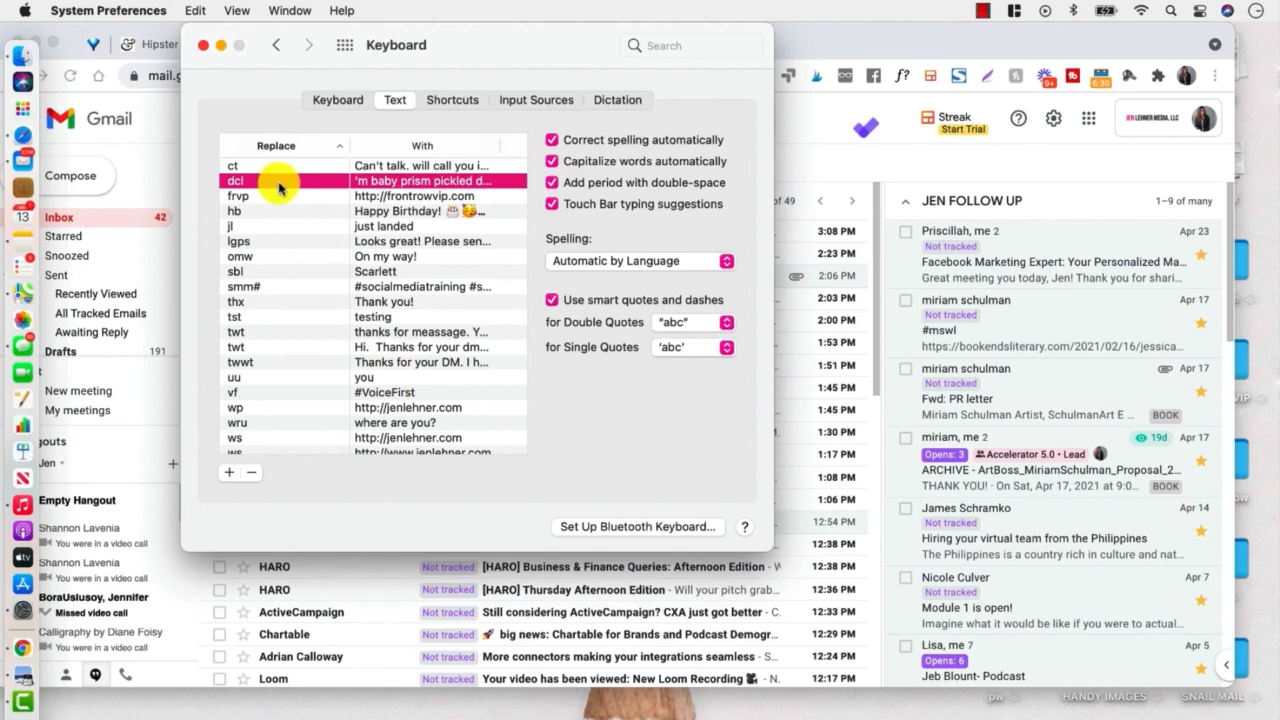 System Preferences Edit View Window Help
Hipster
mail.g
Gmail
Compose
Inbox 42
Starred
Snoozed
Sent
Recently Viewed
All Tracked Emails
Awaiting Reply
Drafts 191
New meeting
My meetings
gouts
Jen
Empty Hangout
Shannon Lavenia
You were in a video call
Shannon Lavenia
You were in a video call
BoraUslusoy, Jennifer
Missed video call
Calligraphy by Diane Foisy
You were in a video call
Keyboard
Search
Keyboard Text Shortcuts Input Sources Dictation
Replace With
ct Can't talk. will call you i...
dcl 'm baby prism pickled d...
frvp http://frontrowvip.com
hb Happy Birthday! 🎂 🥰...
jl just landed
lgps Looks great! Please sen...
omw On my way!
sbl Scarlett
smm# #socialmediatraining #s...
thx Thank you!
tst testing
twt thanks for meassage. Y...
twt Hi. Thanks for your dm...
twwt Thanks for your DM. I h...
uu you
vf #VoiceFirst
wp http://jenlehner.com
wru where are you?
ws http://jenlehner.com
ws http://www.jenlehner.com
+ −
Correct spelling automatically
Capitalize words automatically
Add period with double-space
Touch Bar typing suggestions
Spelling:
Automatic by Language
Use smart quotes and dashes
for Double Quotes “abc”
for Single Quotes ‘abc’
Set Up Bluetooth Keyboard... ?
Streak
Start Trial
JEN LEHNER MEDIA, LLC
of 49
3:08 PM
2:23 PM
2:06 PM
2:03 PM
2:00 PM
1:53 PM
1:51 PM
1:45 PM
1:45 PM
1:30 PM
1:17 PM
1:08 PM
1:06 PM
12:54 PM
HARO Not tracked [HARO] Business & Finance Queries: Afternoon Edition - 12:38 PM
HARO Not tracked [HARO] Thursday Afternoon Edition - Will your pitch grab... 12:36 PM
ActiveCampaign Not tracked Still considering ActiveCampaign? CXA just got better - C... 12:33 PM
Chartable Not tracked 🚀 big news: Chartable for Brands and Podcast Demogr... 12:29 PM
Adrian Calloway Not tracked More connectors making your integrations seamless - S... 12:24 PM
Loom Not tracked Your video has been viewed: New Loom Recording 🎥 - N... 12:17 PM
JEN FOLLOW UP 1–9 of many
Priscillah, me 2 Apr 23
Not tracked
Facebook Marketing Expert: Your Personalized Ma...
Great meeting you today, Jen! Thank you for shari...
miriam schulman Apr 17
Not tracked
#mswl
https://bookendsliterary.com/2021/02/16/jessica...
miriam schulman Apr 17
Not tracked
Fwd: PR letter
Miriam Schulman Artist, SchulmanArt E ... BOOK
miriam, me 2 19d Apr 17
Opens: 3 Accelerator 5.0 • Lead
ARCHIVE - ArtBoss_MiriamSchulman_Proposal_2...
THANK YOU! · On Sat, Apr 17, 2021 at 9:0... BOOK
James Schramko Apr 14
Not tracked
Hiring your virtual team from the Philippines
The Philippines is a country rich in culture and nat...
Nicole Culver Apr 7
Not tracked
Module 1 is open!
Imagine what it would be like if you were to actual...
Lisa, me 7 Apr 5
Opens: 6
Jeb Blount- Podcast
pw HANDY IMAGES SNAIL MAIL